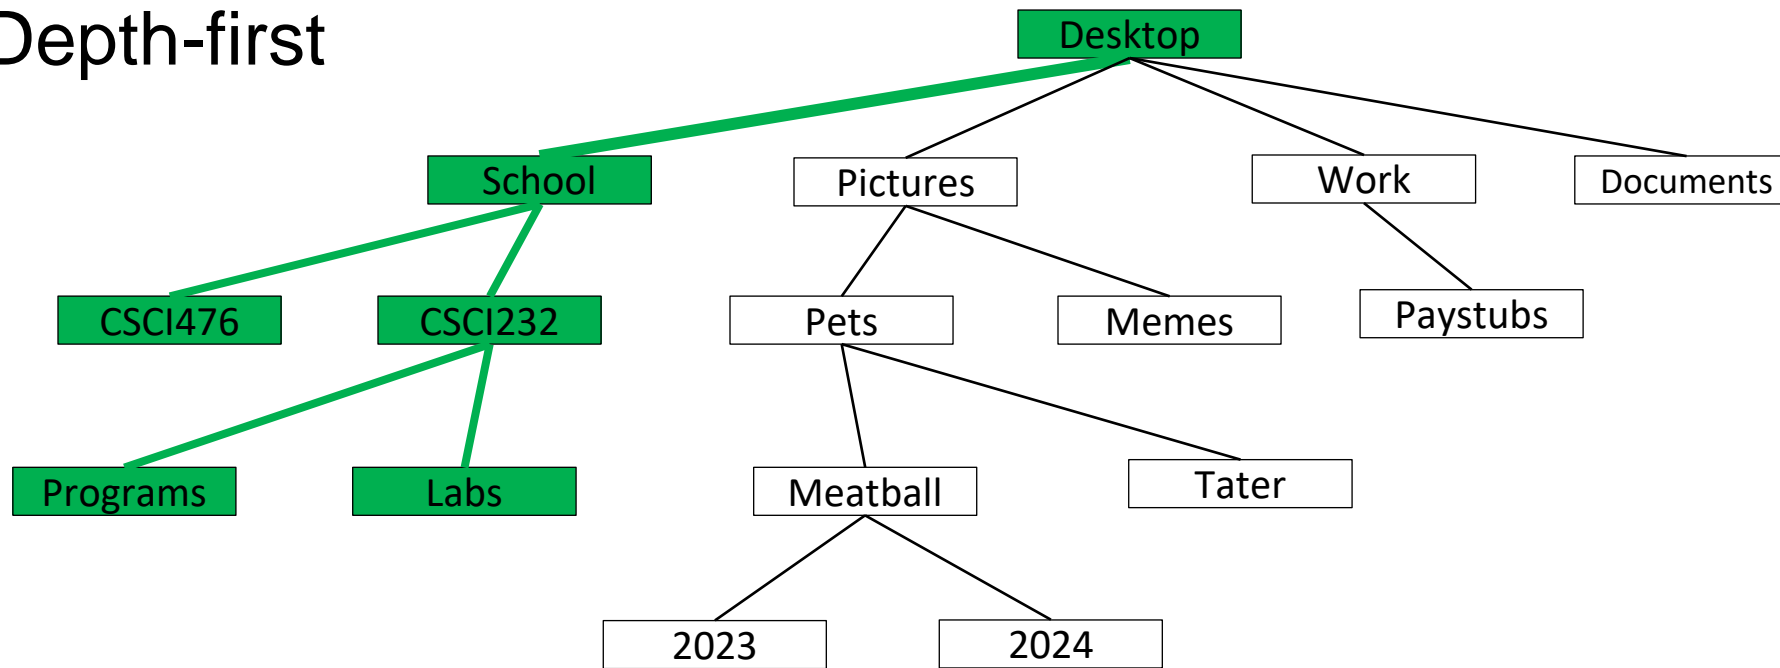 Depth-first
Desktop
School
Pictures
Work
Documents
CSCI476
CSCI232
Pets
Memes
Paystubs
Programs
Labs
Meatball
Tater
2023
2024